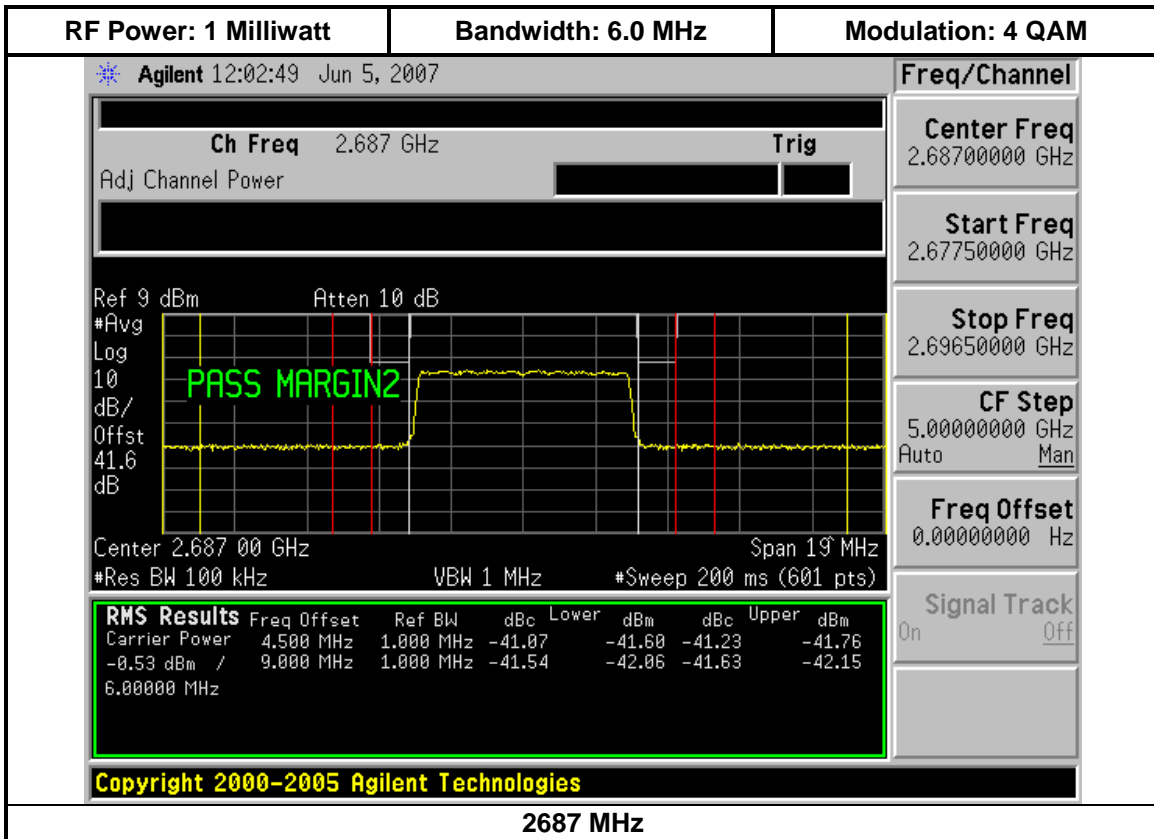 RF Power: 1 Milliwatt Bandwidth: 6.0 MHz Modulation: 4 QAM
Agilent 12:02:49 Jun 5, 2007 Freq/Channel
Ch Freq 2.687 GHz Trig
Adj Channel Power
Center Freq
2.68700000 GHz
Start Freq
2.67750000 GHz
Stop Freq
2.69650000 GHz
CF Step
5.00000000 GHz
Auto Man
Freq Offset
0.00000000 Hz
Signal Track
On Off
Ref 9 dBm Atten 10 dB
#Avg
Log
10
dB/
Offst
41.6
dB
PASS MARGIN2
Center 2.687 00 GHz Span 19 MHz
#Res BW 100 kHz VBW 1 MHz #Sweep 200 ms (601 pts)
RMS Results Freq Offset Ref BW dBc Lower dBm dBc Upper dBm
Carrier Power 4.500 MHz 1.000 MHz -41.07 -41.60 -41.23 -41.76
-0.53 dBm / 9.000 MHz 1.000 MHz -41.54 -42.06 -41.63 -42.15
6.00000 MHz
Copyright 2000-2005 Agilent Technologies
2687 MHz